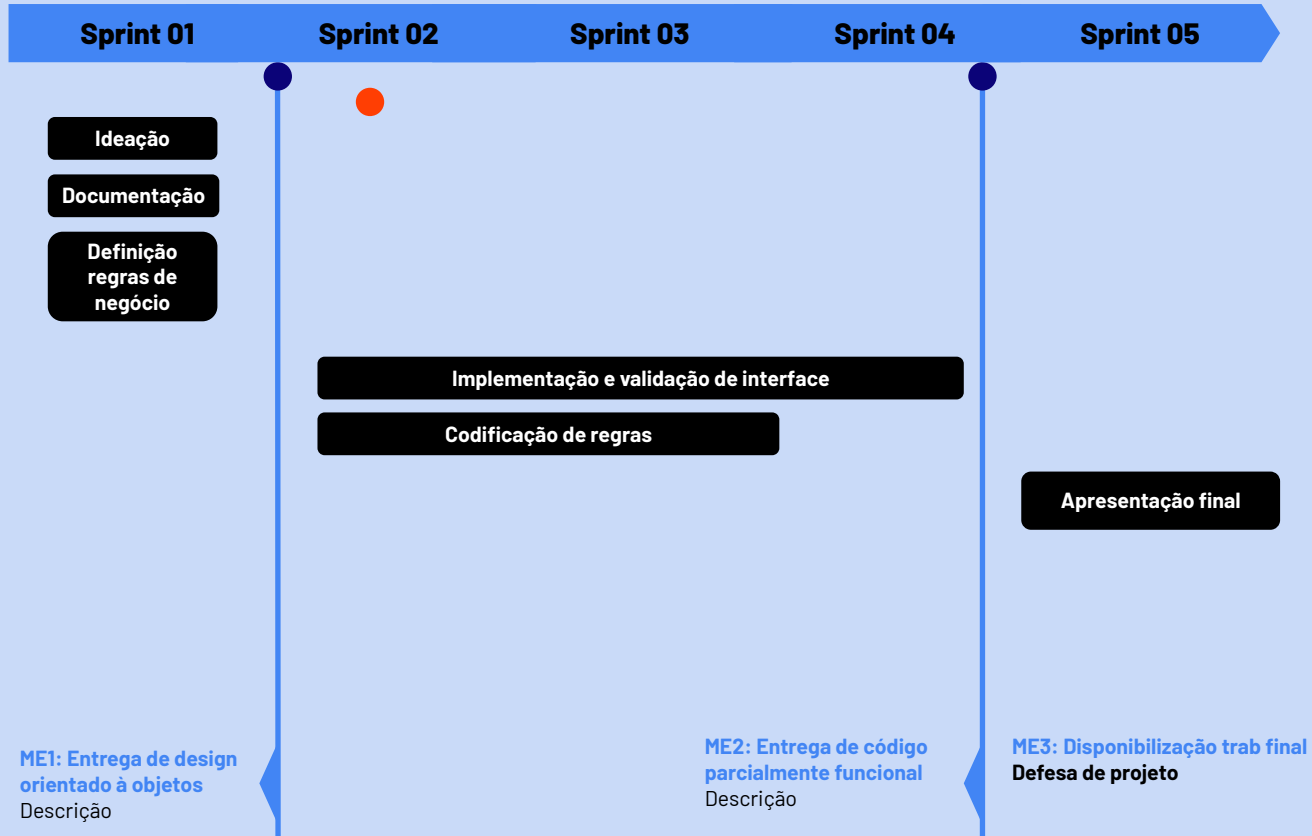 Sprint 01
Sprint 02
Sprint 03
Sprint 04
Sprint 05
Ideação
Documentação
Definição
regras de
negócio
Implementação e validação de interface
Codificação de regras
Apresentação final
ME1: Entrega de design
orientado à objetos
Descrição
ME2: Entrega de código
parcialmente funcional
Descrição
ME3: Disponibilização trab final
Defesa de projeto